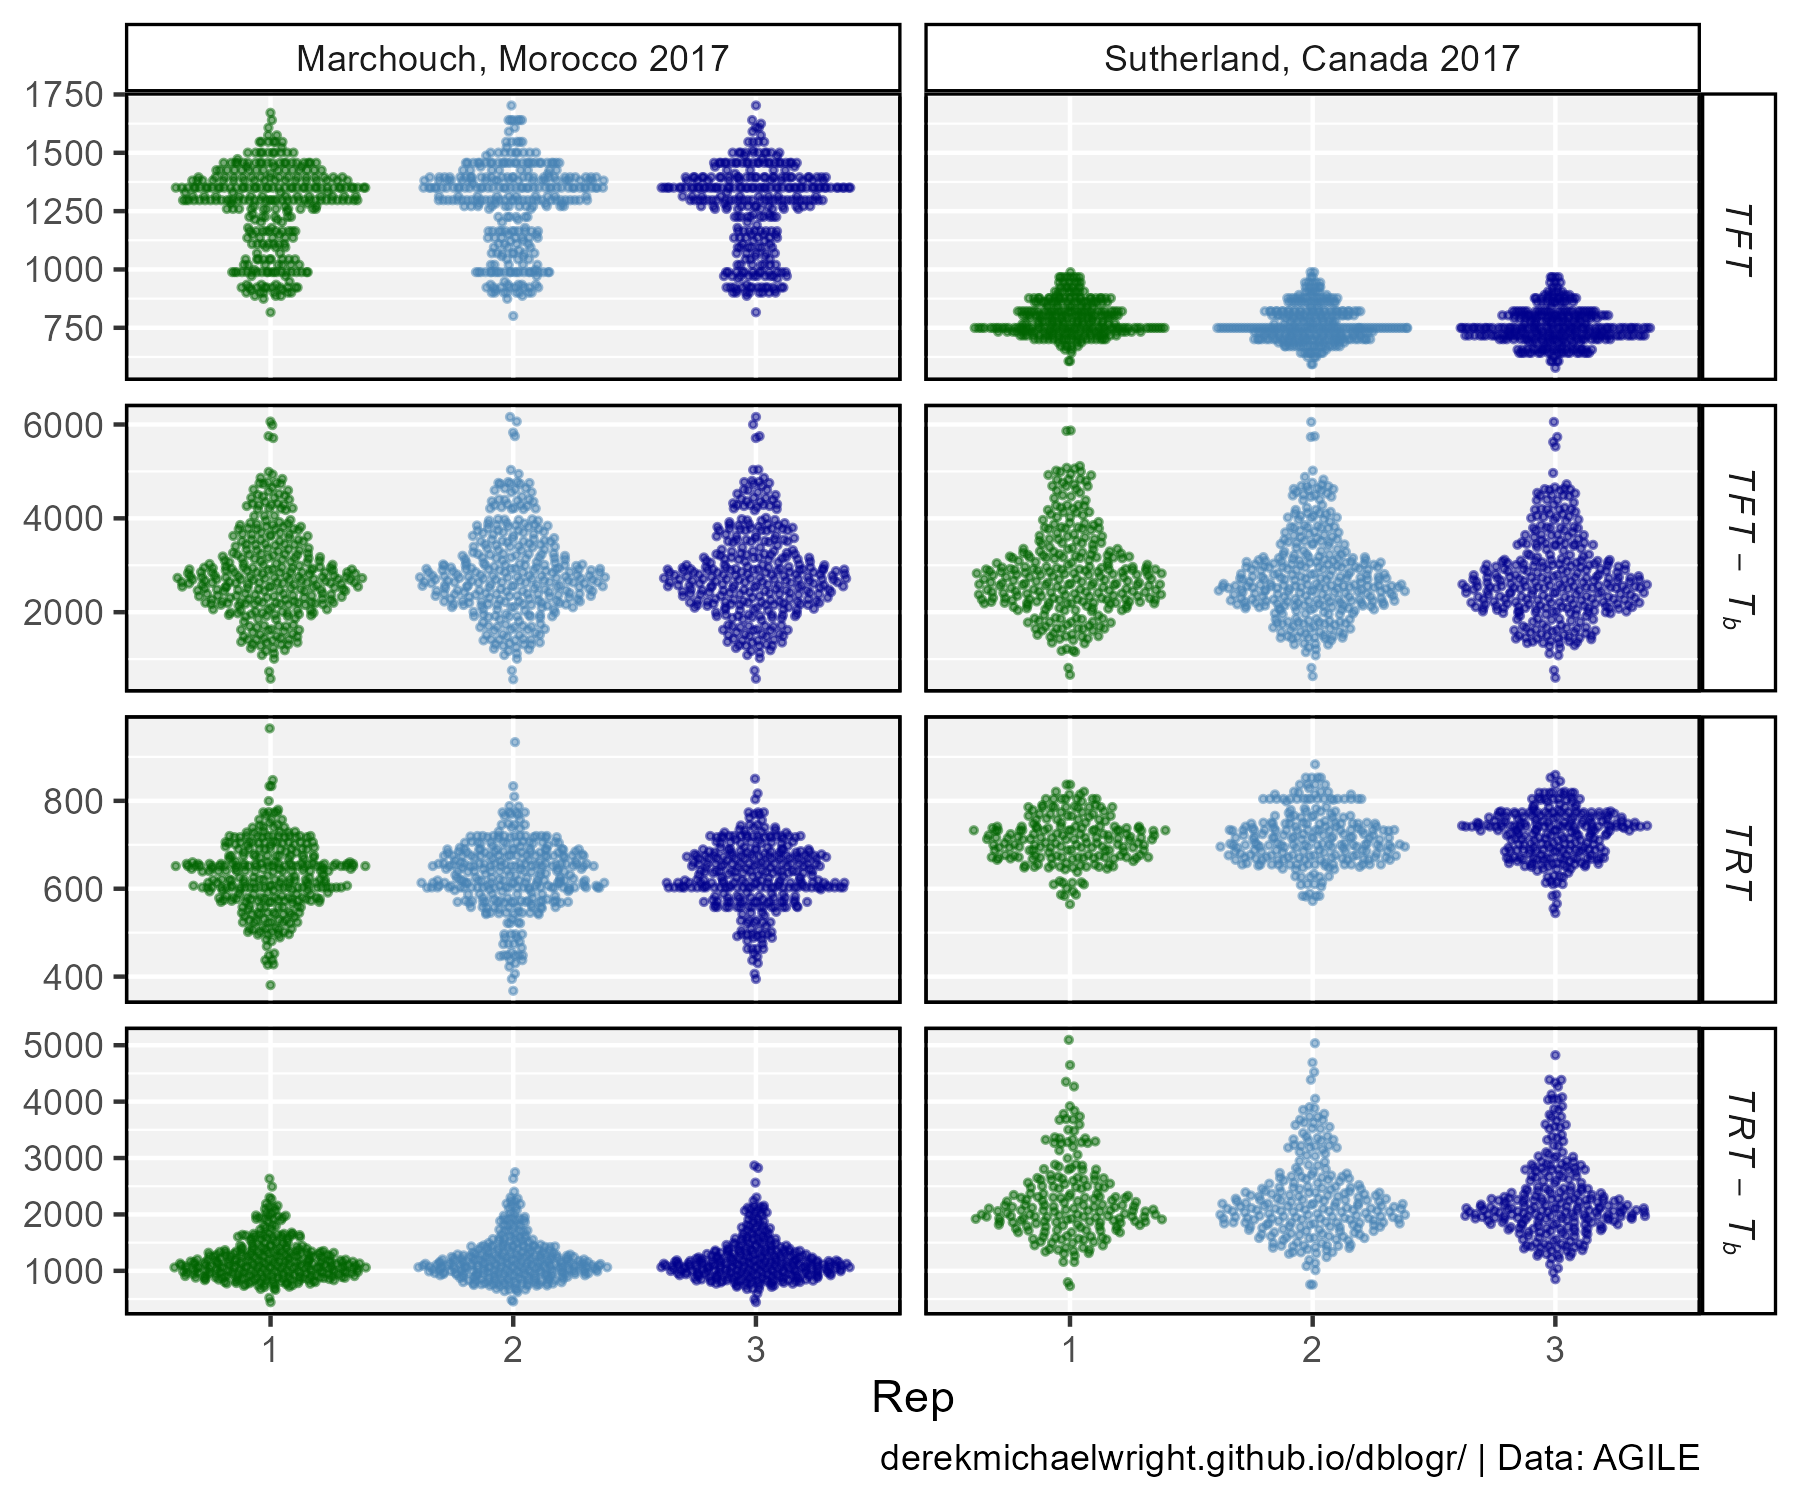 Marchouch, Morocco 2017
Sutherland, Canada 2017
1750
1500
1250
1000
750
TFT
6000
4000
2000
TFT – Tb
800
600
400
TRT
5000
4000
3000
2000
1000
TRT – Tb
1 2 3 1 2 3
Rep
derekmichaelwright.github.io/dblogr/ | Data: AGILE